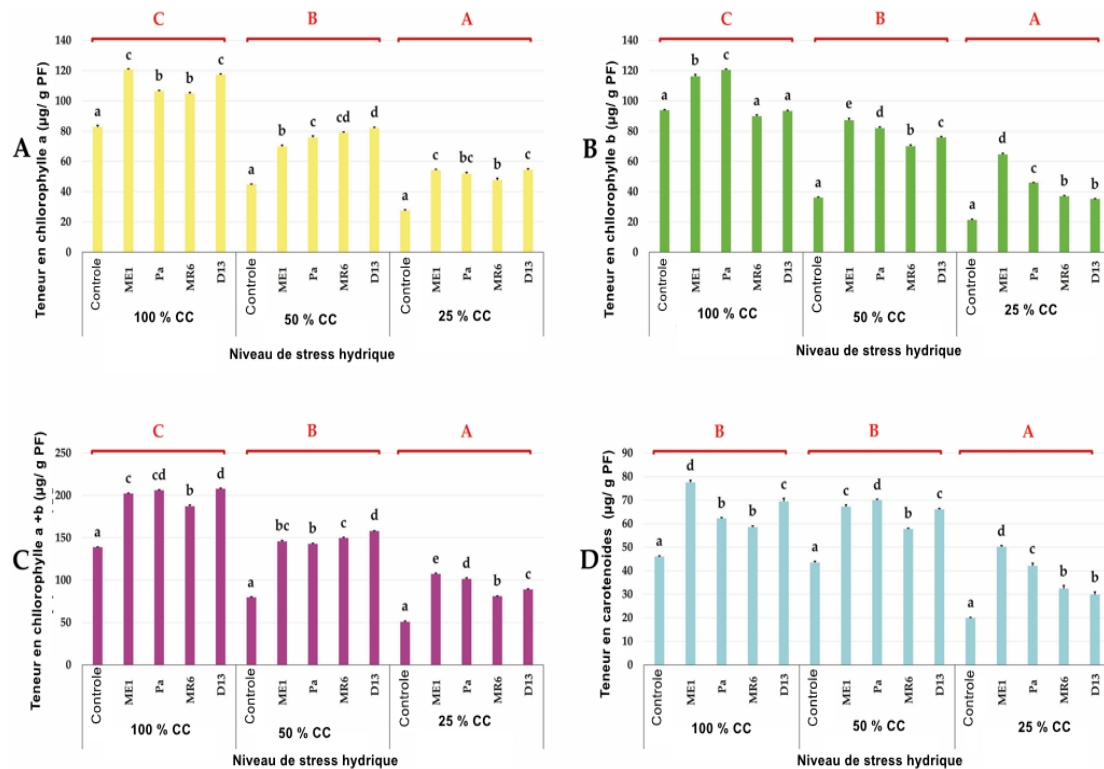 A
Teneur en chilorophylle a (µg/ g PF)
C B A
140
120
100
80
60
40
20
0
a c b b c a b c cd d a c bc b c
Controle ME1 Pa MR6 D13 Controle ME1 Pa MR6 D13 Controle ME1 Pa MR6 D13
100 % CC 50 % CC 25 % CC
Niveau de stress hydrique
B
Teneur en chilorophylle b (µg/ g PF)
C B A
140
120
100
80
60
40
20
0
a b c a a a e d b c a d c b b
Controle ME1 Pa MR6 D13 Controle ME1 Pa MR6 D13 Controle ME1 Pa MR6 D13
100 % CC 50 % CC 25 % CC
Niveau de stress hydrique
C
Teneur en chilorophylle a +b (µg/ g PF)
C B A
250
200
150
100
50
0
a c cd b d a bc b c d a e d b c
Controle ME1 Pa MR6 D13 Controle ME1 Pa MR6 D13 Controle ME1 Pa MR6 D13
100 % CC 50 % CC 25 % CC
Niveau de stress hydrique
D
Teneur en carotenoides (µg/ g PF)
B B A
90
80
70
60
50
40
30
20
10
0
a d b b c a c d b c a d c b b
Controle ME1 Pa MR6 D13 Controle ME1 Pa MR6 D13 Controle ME1 Pa MR6 D13
100 % CC 50 % CC 25 % CC
Niveau de stress hydrique